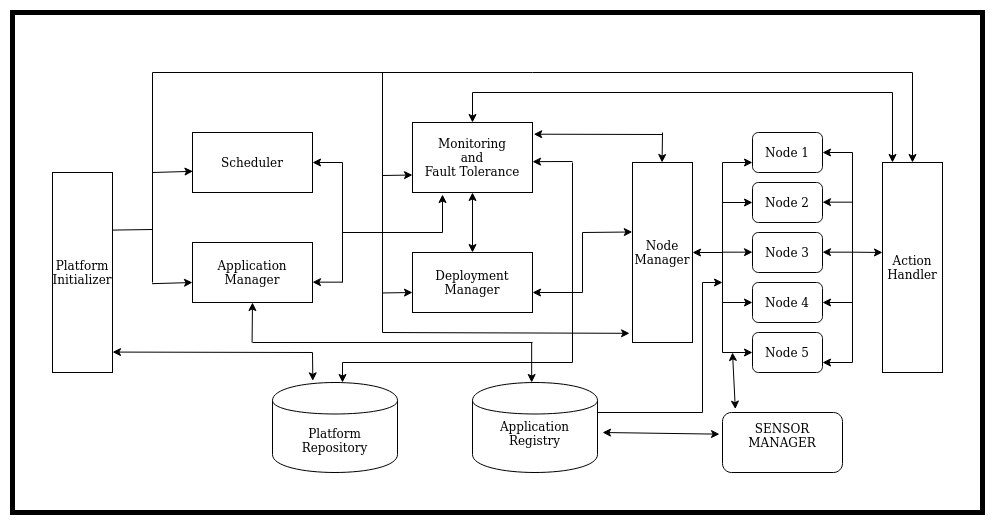 Platform
Initializer
Scheduler
Application
Manager
Monitoring
and
Fault Tolerance
Deployment
Manager
Node
Manager
Node 1
Node 2
Node 3
Node 4
Node 5
Action
Handler
Platform
Repository
Application
Registry
SENSOR
MANAGER